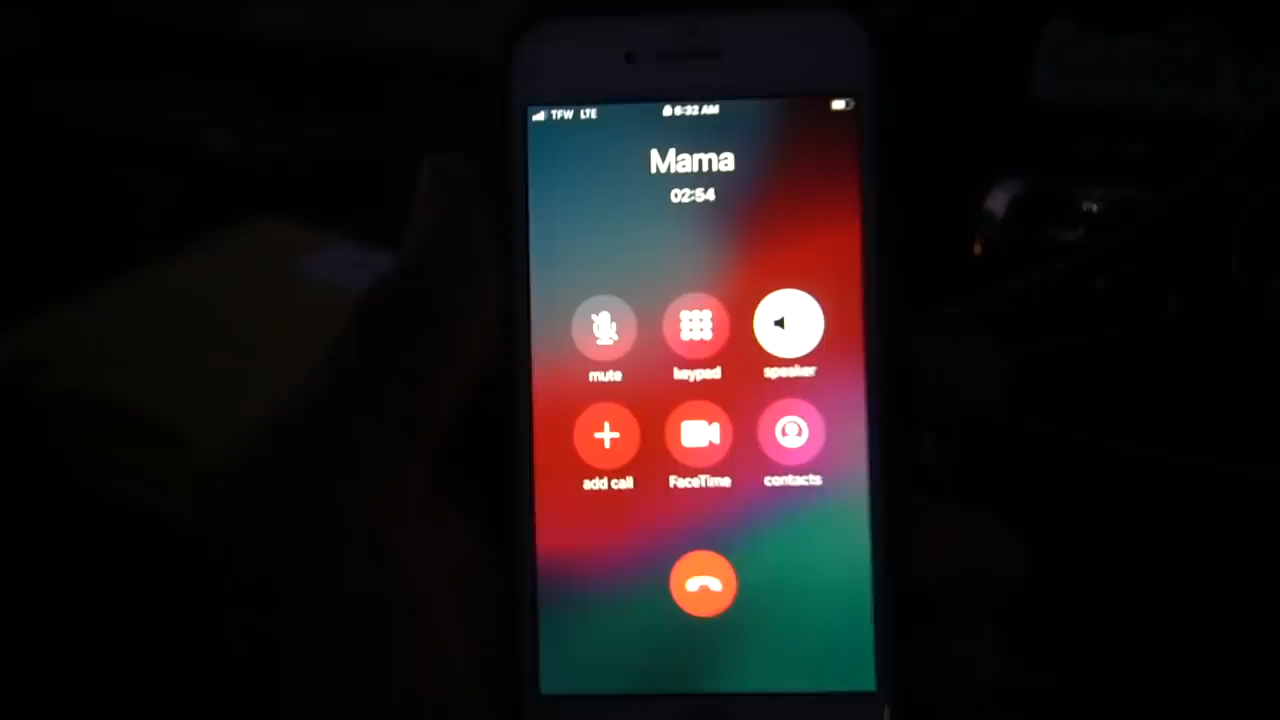 TFW LTE 6:32 AM
Mama
02:54
mute keypad speaker
add call FaceTime contacts